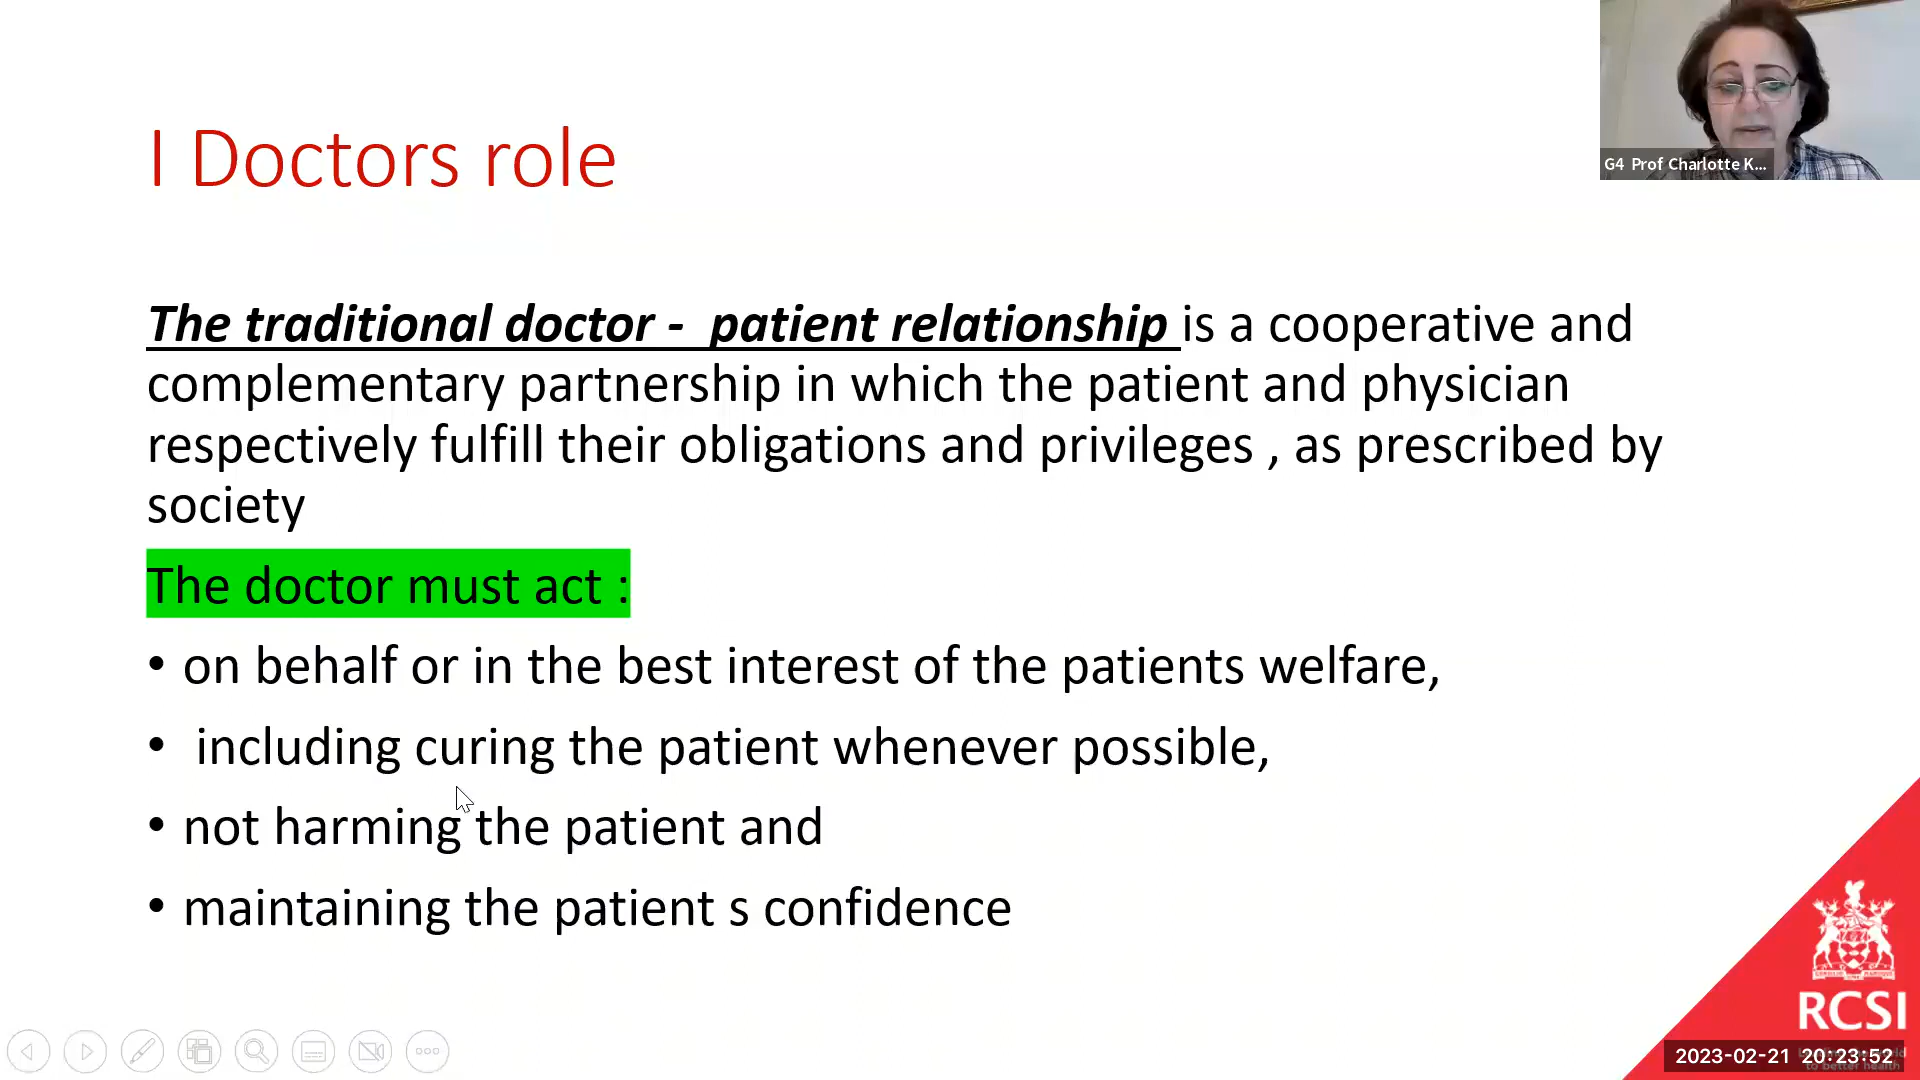 I Doctors role
G4 Prof Charlotte K...
The traditional doctor - patient relationship is a cooperative and
complementary partnership in which the patient and physician
respectively fulfill their obligations and privileges , as prescribed by
society
The doctor must act :
• on behalf or in the best interest of the patients welfare,
• including curing the patient whenever possible,
• not harming the patient and
• maintaining the patient s confidence
RCSI
2023-02-21 20:23:52
to better health